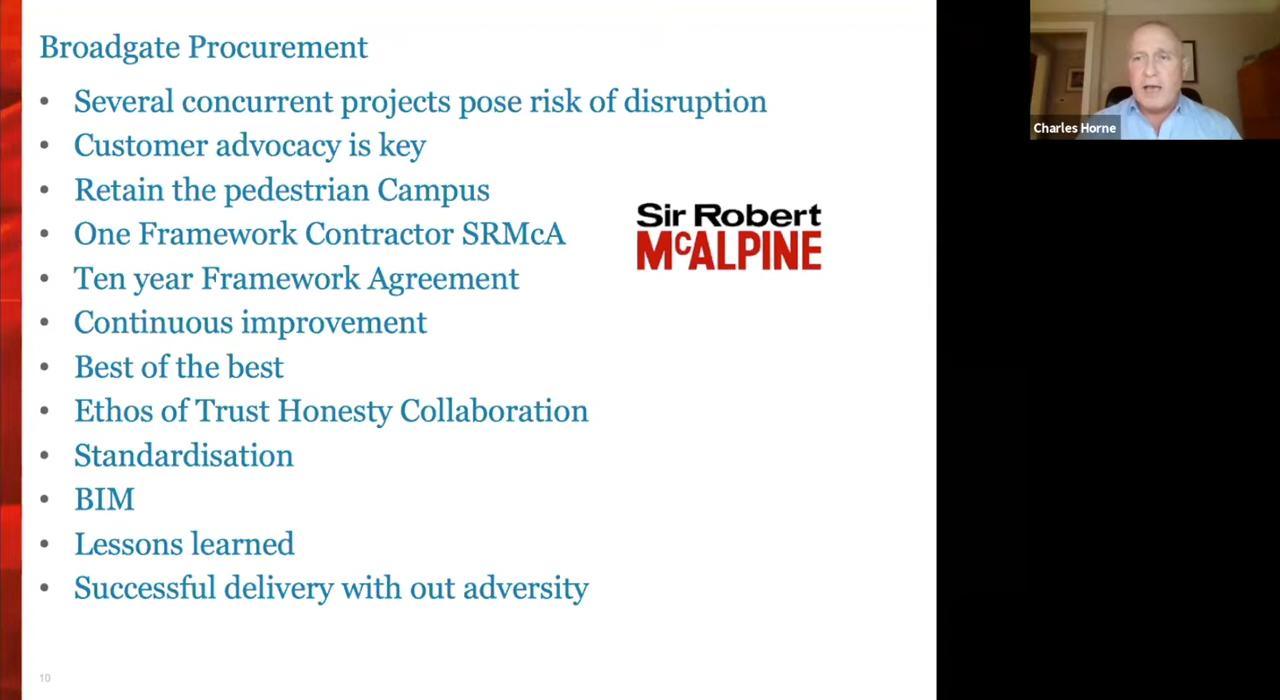 Broadgate Procurement
• Several concurrent projects pose risk of disruption
• Customer advocacy is key
• Retain the pedestrian Campus
• One Framework Contractor SRMcA
• Ten year Framework Agreement
• Continuous improvement
• Best of the best
• Ethos of Trust Honesty Collaboration
• Standardisation
• BIM
• Lessons learned
• Successful delivery with out adversity
Sir Robert
McALPINE
10
Charles Horne